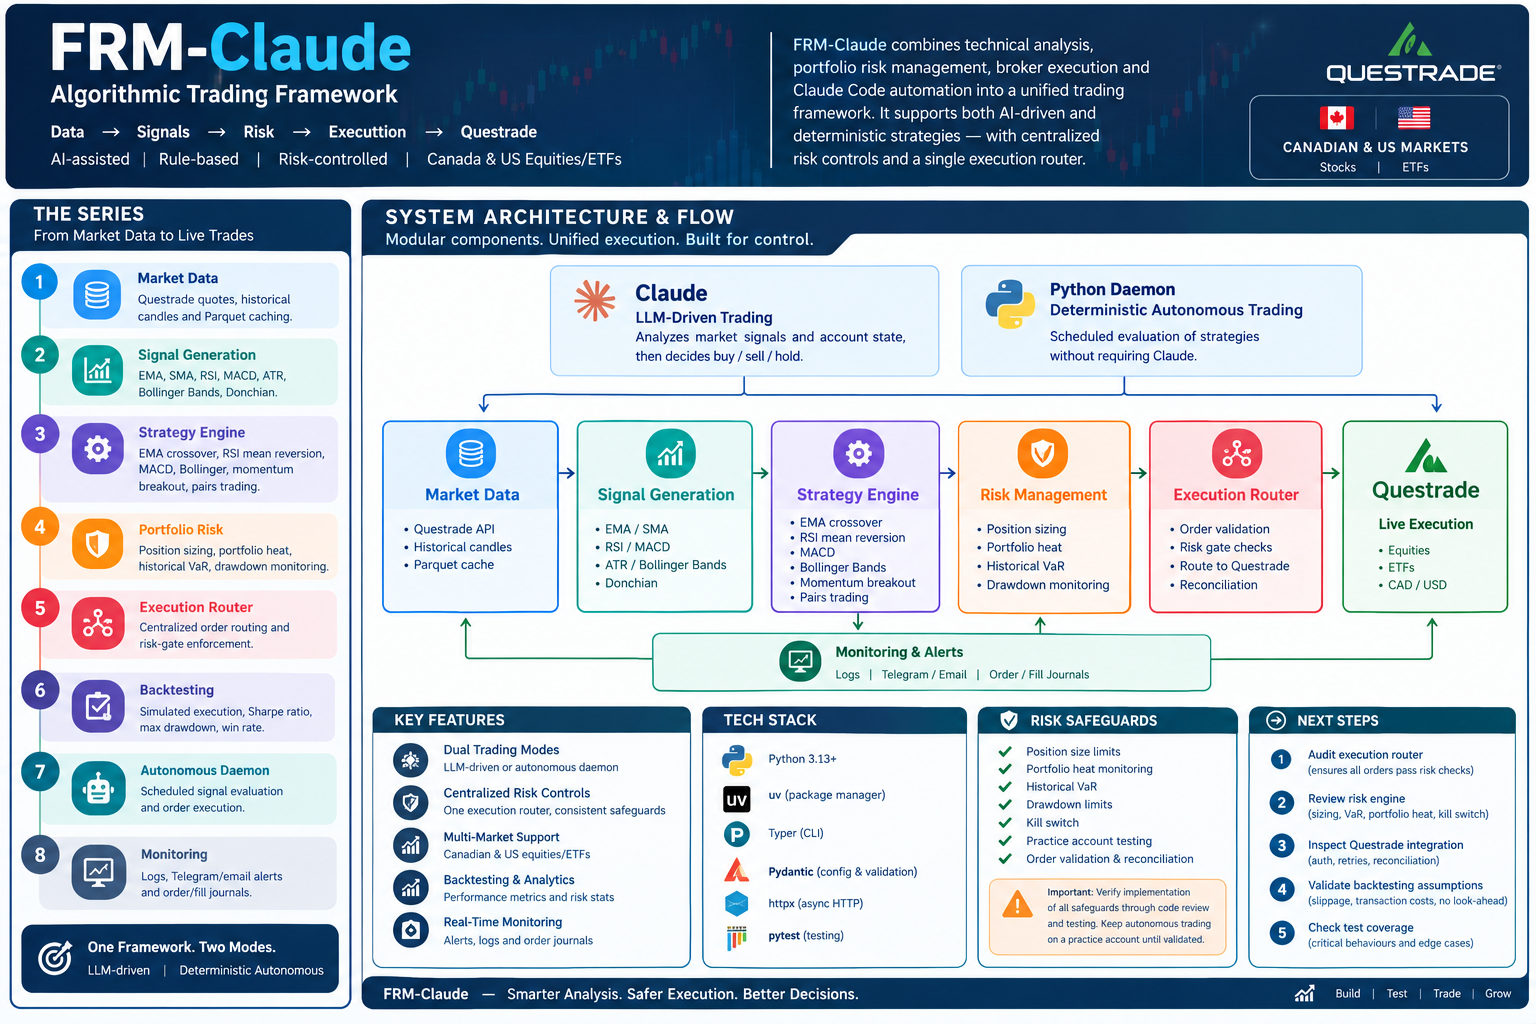 FRM-Claude
Algorithmic Trading Framework
Data → Signals → Risk → Executtion → Questrade
AI-assisted | Rule-based | Risk-controlled | Canada & US Equities/ETFs
FRM-Claude combines technical analysis,
portfolio risk management, broker execution and
Claude Code automation into a unified trading
framework. It supports both AI-driven and
deterministic strategies — with centralized
risk controls and a single execution router.
QUESTRADE®
CANADIAN & US MARKETS
Stocks | ETFs
THE SERIES
From Market Data to Live Trades
1
Market Data
Questrade quotes, historical
candles and Parquet caching.
2
Signal Generation
EMA, SMA, RSI, MACD, ATR,
Bollinger Bands, Donchian.
3
Strategy Engine
EMA crossover, RSI mean reversion,
MACD, Bollinger, momentum
breakout, pairs trading.
4
Portfolio Risk
Position sizing, portfolio heat,
historical VaR, drawdown monitoring.
5
Execution Router
Centralized order routing and
risk-gate enforcement.
6
Backtesting
Simulated execution, Sharpe ratio,
max drawdown, win rate.
7
Autonomous Daemon
Scheduled signal evaluation
and order execution.
8
Monitoring
Logs, Telegram/email alerts
and order/fill journals.
One Framework. Two Modes.
LLM-driven | Deterministic Autonomous
SYSTEM ARCHITECTURE & FLOW
Modular components. Unified execution. Built for control.
Claude
LLM-Driven Trading
Analyzes market signals and account state,
then decides buy / sell / hold.
Python Daemon
Deterministic Autonomous Trading
Scheduled evaluation of strategies
without requiring Claude.
Market Data
• Questrade API
• Historical candles
• Parquet cache
Signal Generation
• EMA / SMA
• RSI / MACD
• ATR / Bollinger Bands
• Donchian
Strategy Engine
• EMA crossover
• RSI mean reversion
• MACD
• Bollinger Bands
• Momentum breakout
• Pairs trading
Risk Management
• Position sizing
• Portfolio heat
• Historical VaR
• Drawdown monitoring
Execution Router
• Order validation
• Risk gate checks
• Route to Questrade
• Reconciliation
Questrade
Live Execution
• Equities
• ETFs
• CAD / USD
Monitoring & Alerts
Logs | Telegram / Email | Order / Fill Journals
KEY FEATURES
Dual Trading Modes
LLM-driven or autonomous daemon
Centralized Risk Controls
One execution router, consistent safeguards
Multi-Market Support
Canadian & US equities/ETFs
Backtesting & Analytics
Performance metrics and risk stats
Real-Time Monitoring
Alerts, logs and order journals
TECH STACK
Python 3.13+
uv
uv (package manager)
P
Typer (CLI)
Pydantic (config & validation)
httpx (async HTTP)
pytest (testing)
RISK SAFEGUARDS
Position size limits
Portfolio heat monitoring
Historical VaR
Drawdown limits
Kill switch
Practice account testing
Order validation & reconciliation
Important: Verify implementation
of all safeguards through code review
and testing. Keep autonomous trading
on a practice account until validated.
NEXT STEPS
1
Audit execution router
(ensures all orders pass risk checks)
2
Review risk engine
(sizing, VaR, portfolio heat, kill switch)
3
Inspect Questrade integration
(auth, retries, reconciliation)
4
Validate backtesting assumptions
(slippage, transaction costs, no look-ahead)
5
Check test coverage
(critical behaviours and edge cases)
FRM-Claude — Smarter Analysis. Safer Execution. Better Decisions.
Build | Test | Trade | Grow